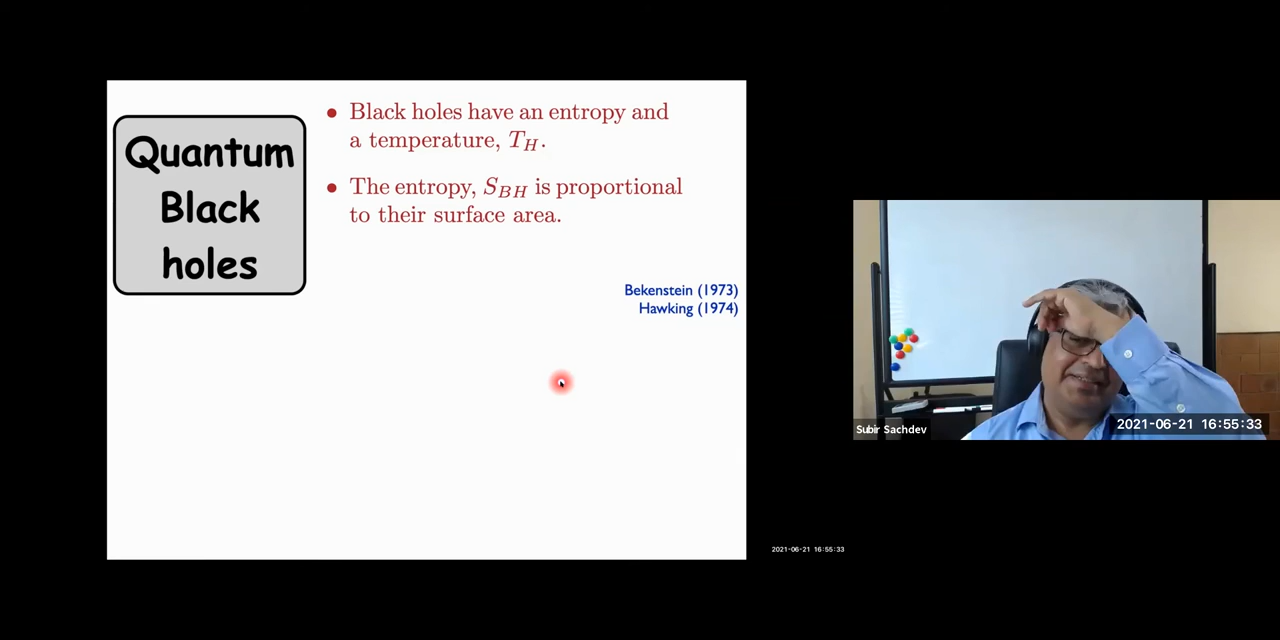 Quantum
Black
holes
• Black holes have an entropy and
a temperature, T_H.
• The entropy, S_BH is proportional
to their surface area.
Bekenstein (1973)
Hawking (1974)
Subir Sachdev
2021-06-21 16:55:33
2021-06-21 16:55:33